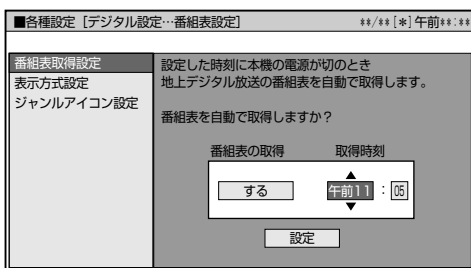 ■各種設定［デジタル設定…番組表設定］ **/**[*]午前**:**
番組表取得設定
表示方式設定
ジャンルアイコン設定
設定した時刻に本機の電源が切のとき
地上デジタル放送の番組表を自動で取得します。
番組表を自動で取得しますか？
番組表の取得 取得時刻
する 午前11 : 05
設定